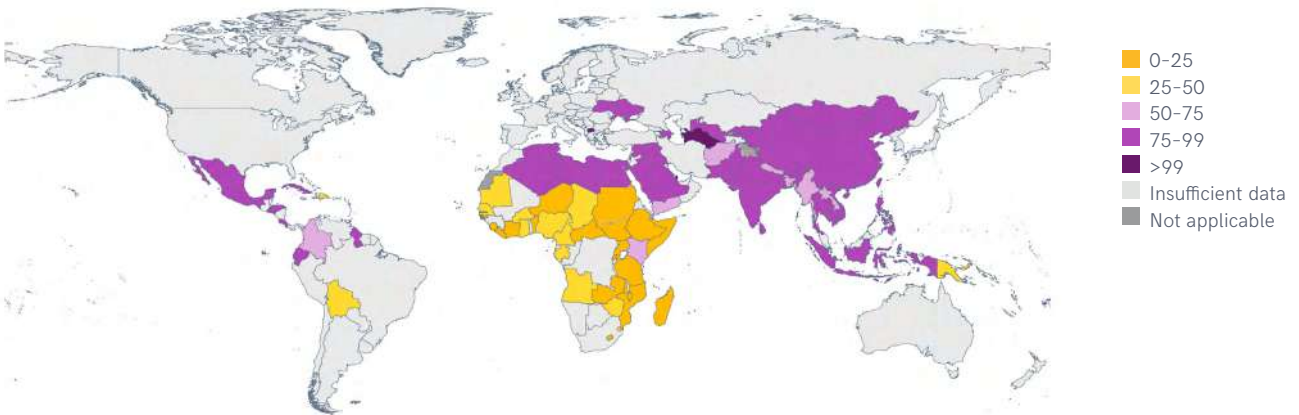 0-25
25-50
50-75
75-99
>99
Insufficient data
Not applicable